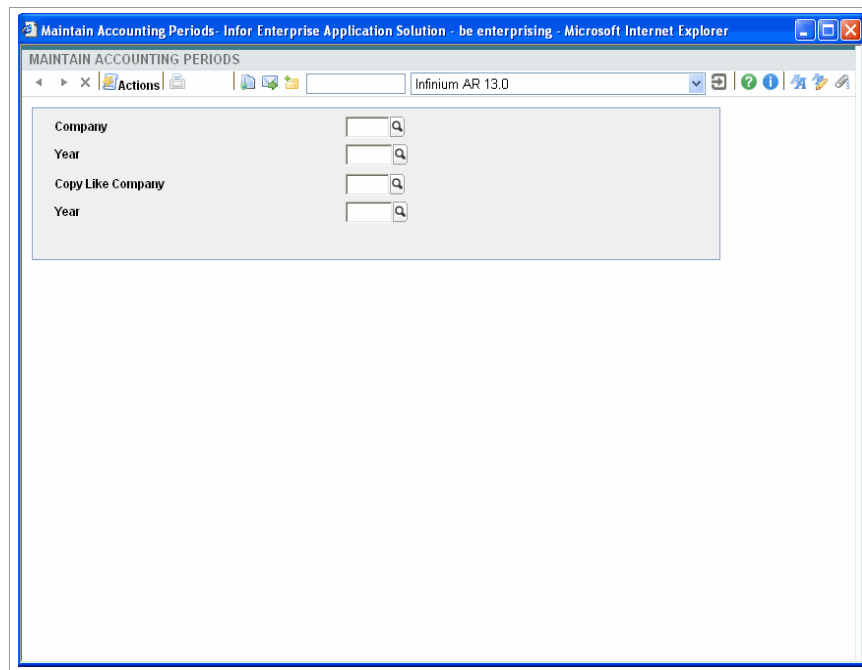 Maintain Accounting Periods- Infor Enterprise Application Solution - be enterprising - Microsoft Internet Explorer
MAINTAIN ACCOUNTING PERIODS
Actions Infinium AR 13.0
Company
Year
Copy Like Company
Year